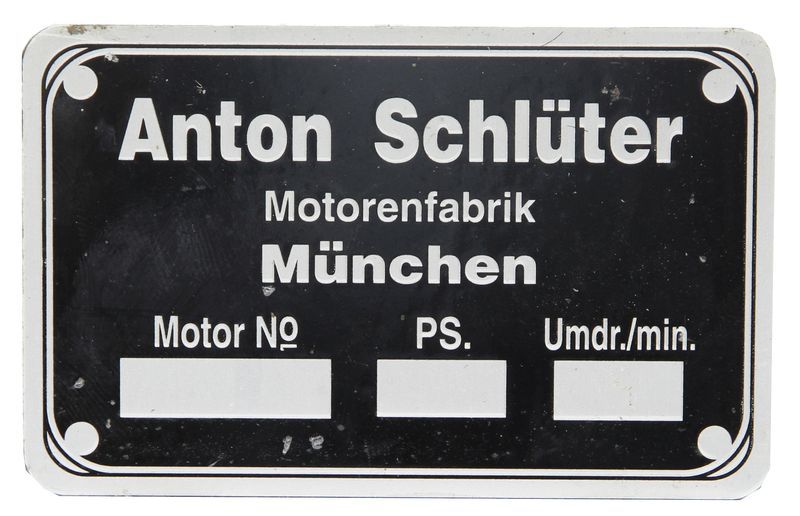 Anton Schlüter
Motorenfabrik
München
Motor Nº PS. Umdr./min.